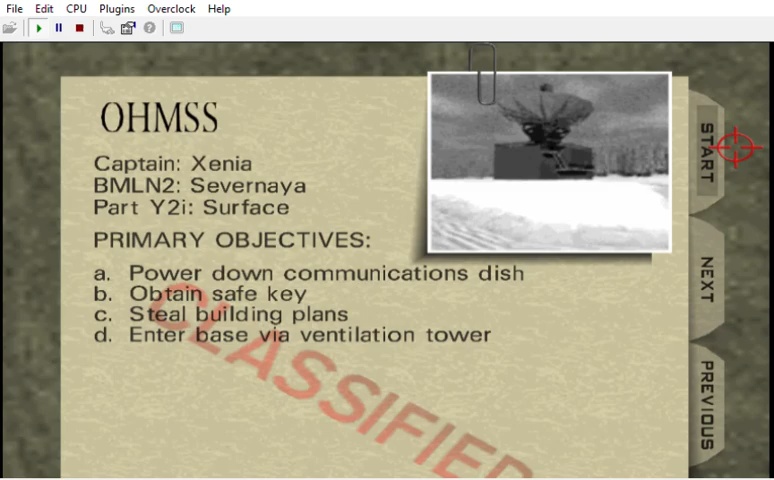 File Edit CPU Plugins Overclock Help
OHMSS
Captain: Xenia
BMLN2: Severnaya
Part Y2i: Surface
PRIMARY OBJECTIVES:
a. Power down communications dish
b. Obtain safe key
c. Steal building plans
d. Enter base via ventilation tower
CLASSIFIED
START
NEXT
PREVIOUS